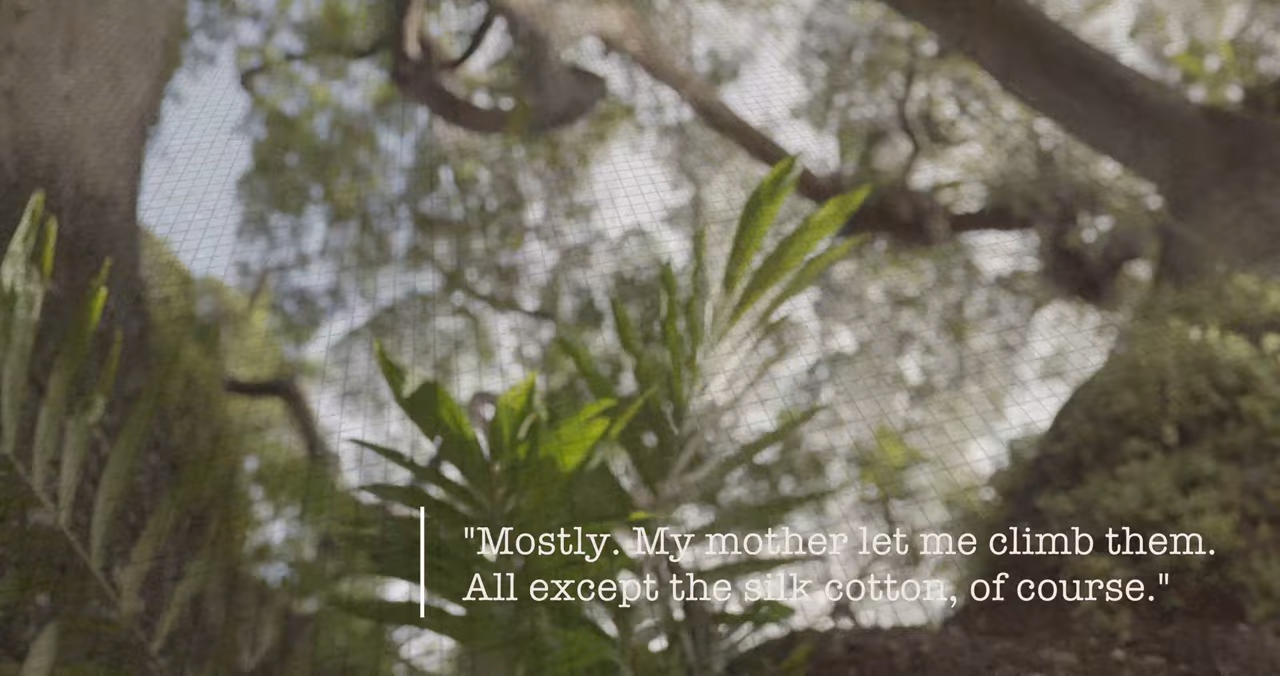 "Mostly. My mother let me climb them.
All except the silk cotton, of course."